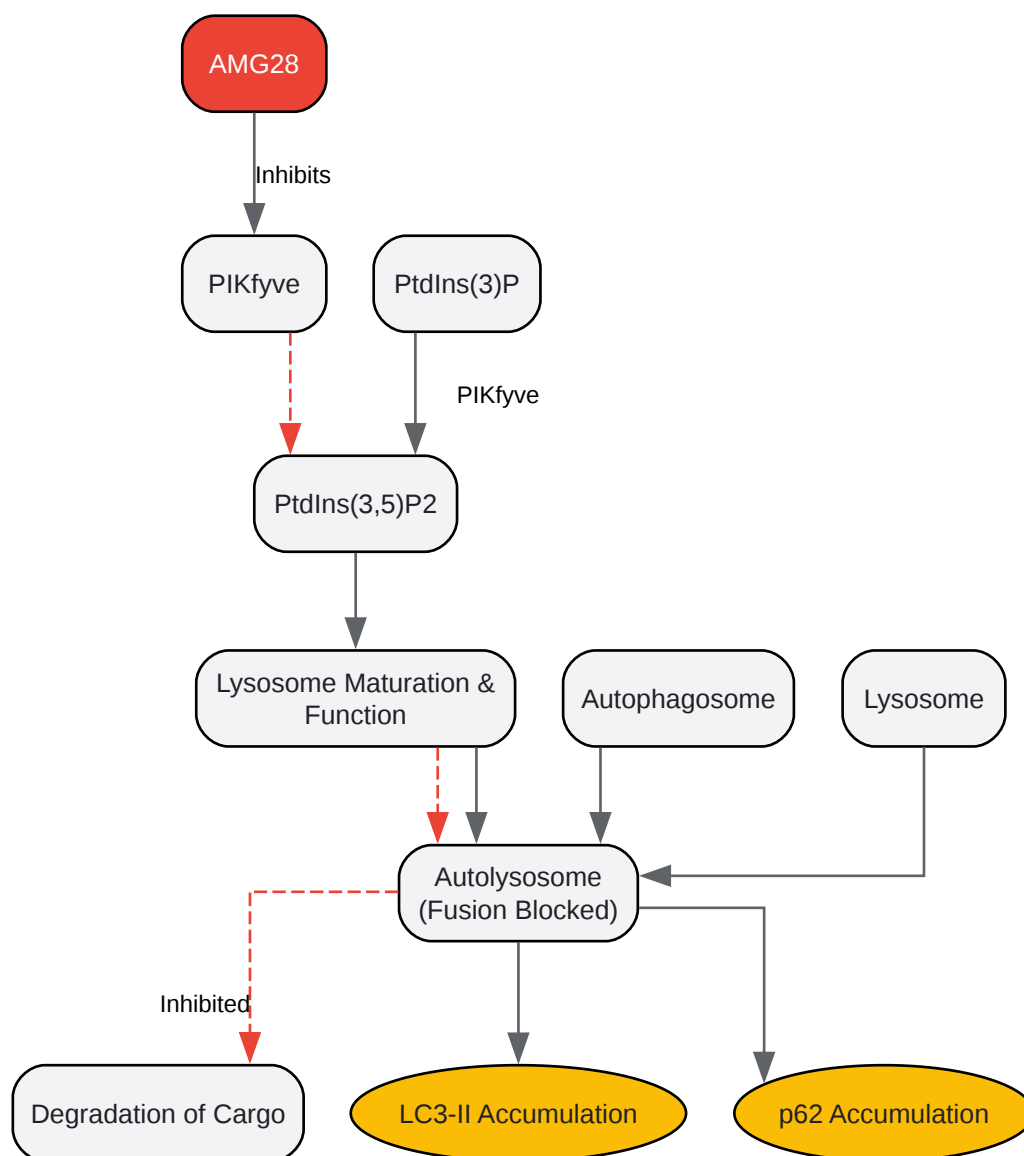 AMG28
Inhibits
PIKfyve
PtdIns(3)P
PIKfyve
PtdIns(3,5)P2
Lysosome Maturation &
Function
Autophagosome
Lysosome
Autolysosome
(Fusion Blocked)
Inhibited
Degradation of Cargo
LC3-II Accumulation
p62 Accumulation